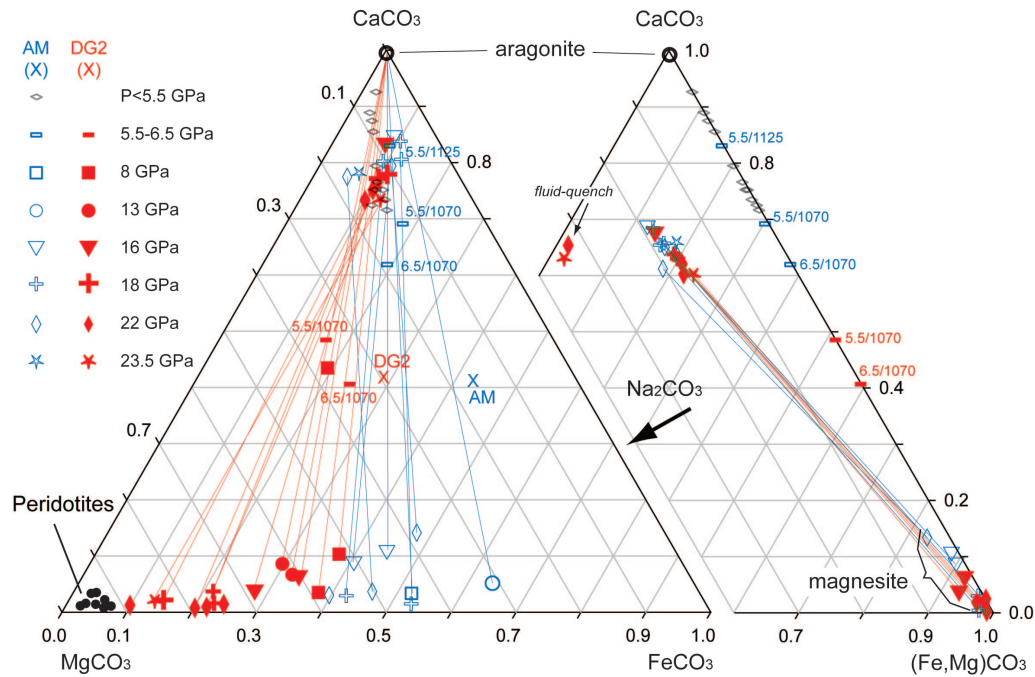 CaCO₃
CaCO₃
AM
DG2
(X)
(X)
aragonite
1.0
P<5.5 GPa
0.1
5.5-6.5 GPa
5.5/1125
5.5/1125
0.8
0.8
8 GPa
fluid-quench
13 GPa
0.3
5.5/1070
5.5/1070
16 GPa
6.5/1070
6.5/1070
18 GPa
22 GPa
5.5/1070
5.5/1070
23.5 GPa
DG2
6.5/1070
6.5/1070
AM
Na₂CO₃
0.4
0.7
0.2
Peridotites
magnesite
0.0
0.0
0.1
0.3
0.5
0.7
0.9
1.0
0.7
0.9
1.0
MgCO₃
FeCO₃
(Fe,Mg)CO₃